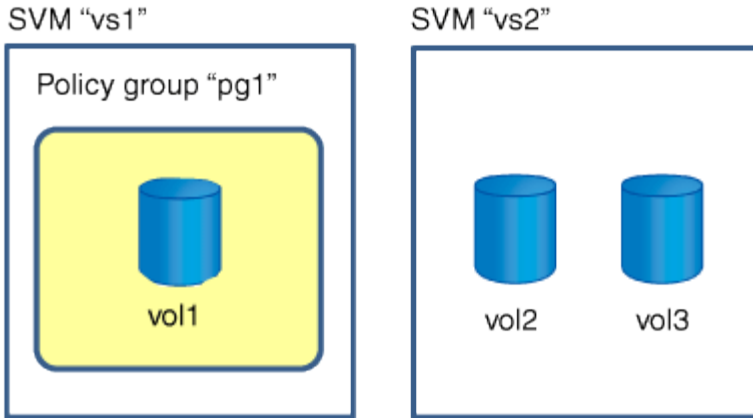 SVM “vs1”
Policy group “pg1”
vol1
SVM “vs2”
vol2
vol3